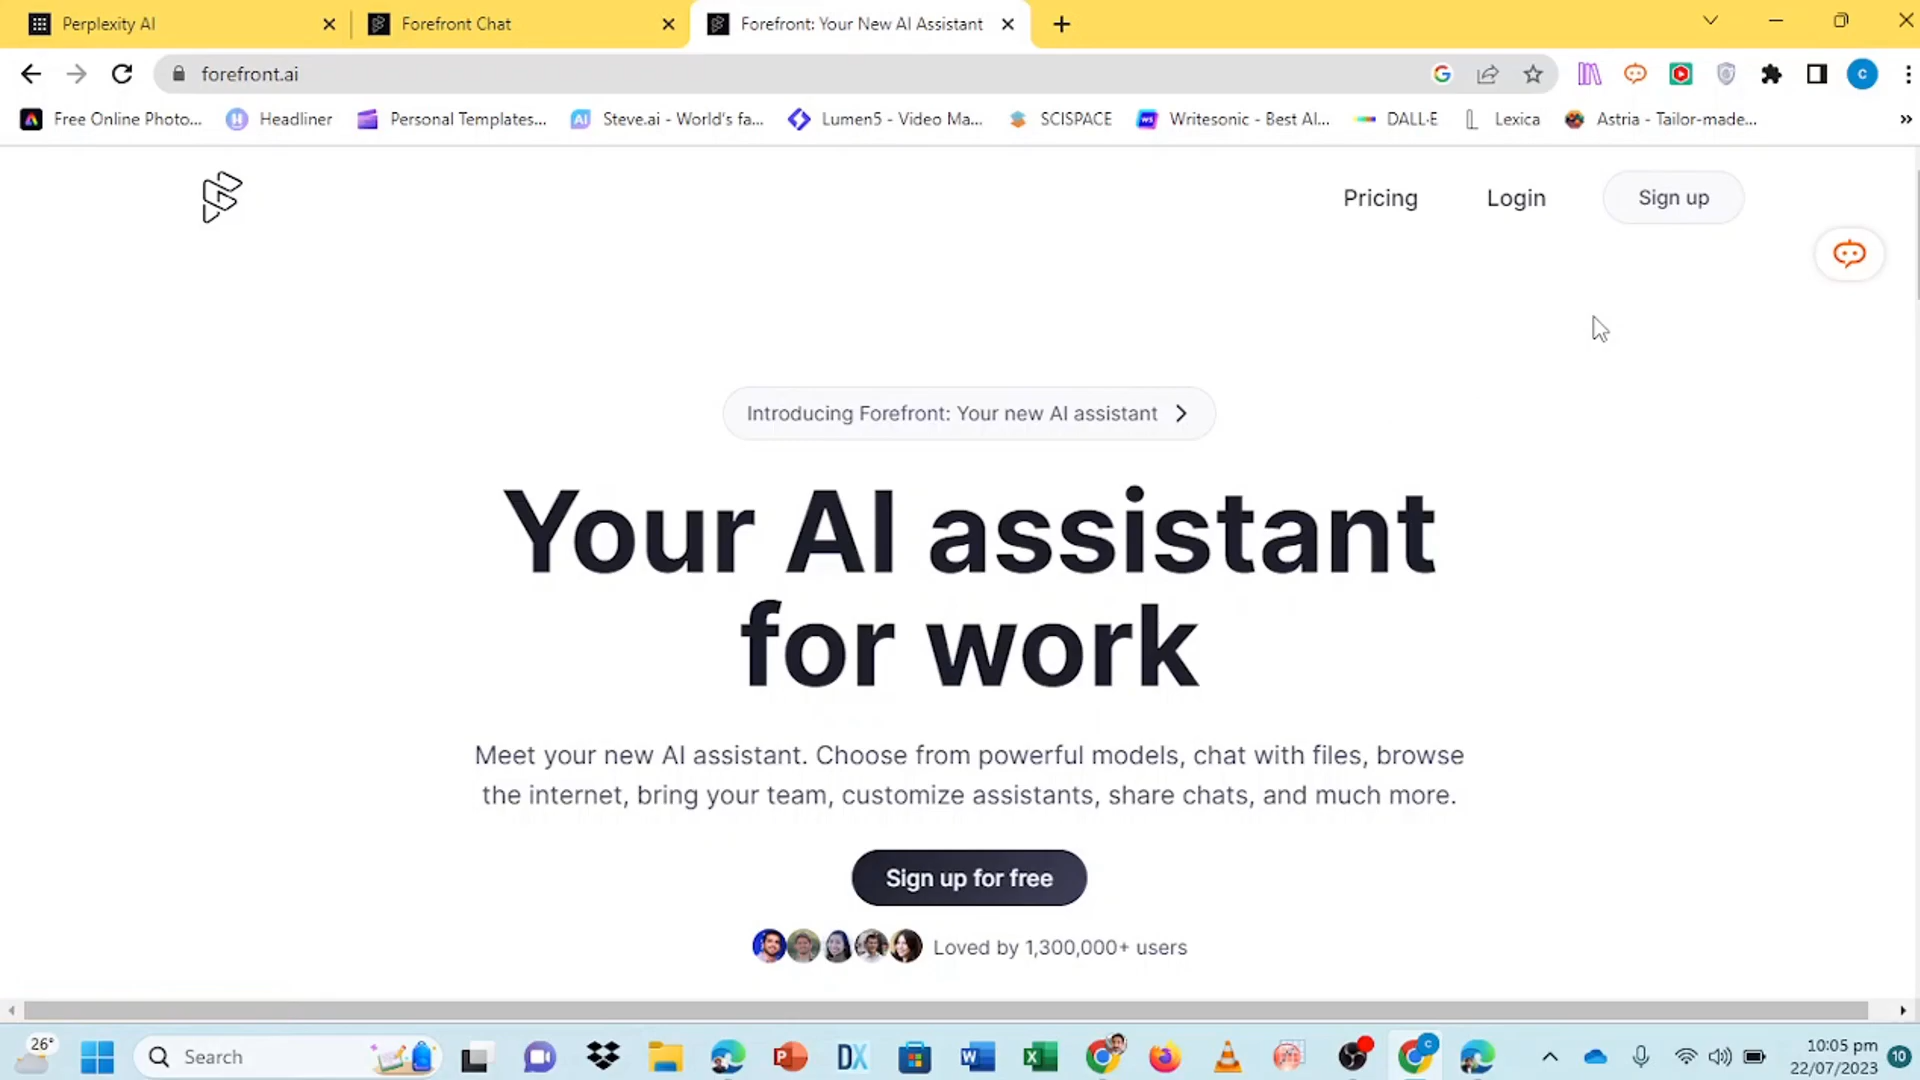 Perplexity AI
Forefront Chat
Forefront: Your New AI Assistant
forefront.ai
C
Free Online Photo...
Headliner
Personal Templates...
Steve.ai - World's fa...
Lumen5 - Video Ma...
SCISPACE
Writesonic - Best AI...
DALL·E
Lexica
Astria - Tailor-made...
Pricing
Login
Sign up
Introducing Forefront: Your new AI assistant
Your AI assistant
for work
Meet your new AI assistant. Choose from powerful models, chat with files, browse
the internet, bring your team, customize assistants, share chats, and much more.
Sign up for free
Loved by 1,300,000+ users
26°
Search
DX
10:05 pm
22/07/2023
10